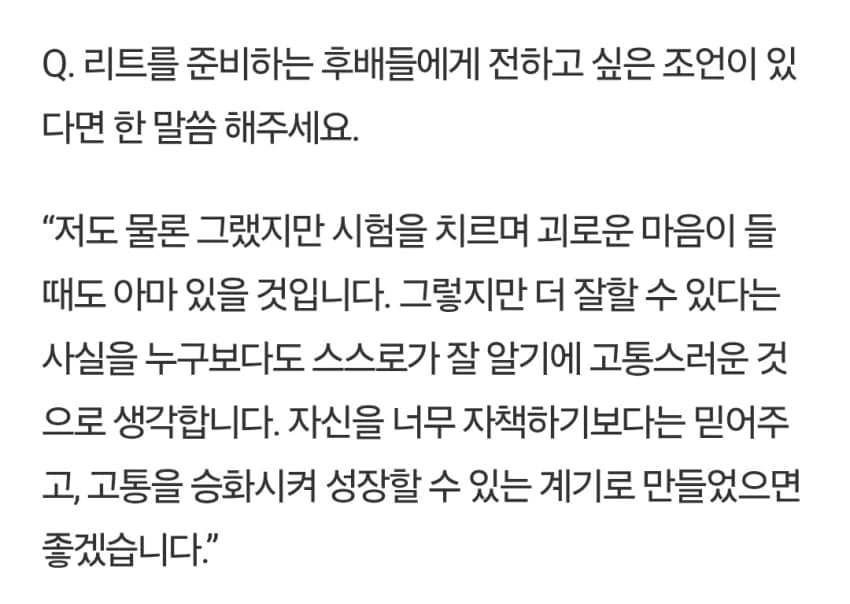 Q. 리트를 준비하는 후배들에게 전하고 싶은 조언이 있
다면 한 말씀 해주세요.
“저도 물론 그랬지만 시험을 치르며 괴로운 마음이 들
때도 아마 있을 것입니다. 그렇지만 더 잘할 수 있다는
사실을 누구보다도 스스로가 잘 알기에 고통스러운 것
으로 생각합니다. 자신을 너무 자책하기보다는 믿어주
고, 고통을 승화시켜 성장할 수 있는 계기로 만들었으면
좋겠습니다.”